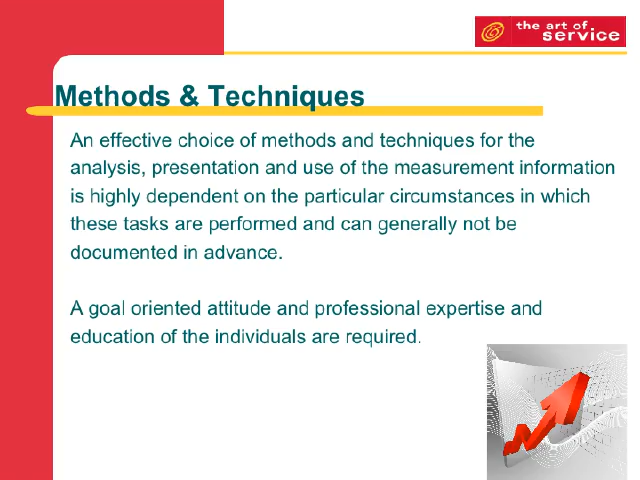 the art of
service
Methods & Techniques
An effective choice of methods and techniques for the
analysis, presentation and use of the measurement information
is highly dependent on the particular circumstances in which
these tasks are performed and can generally not be
documented in advance.
A goal oriented attitude and professional expertise and
education of the individuals are required.